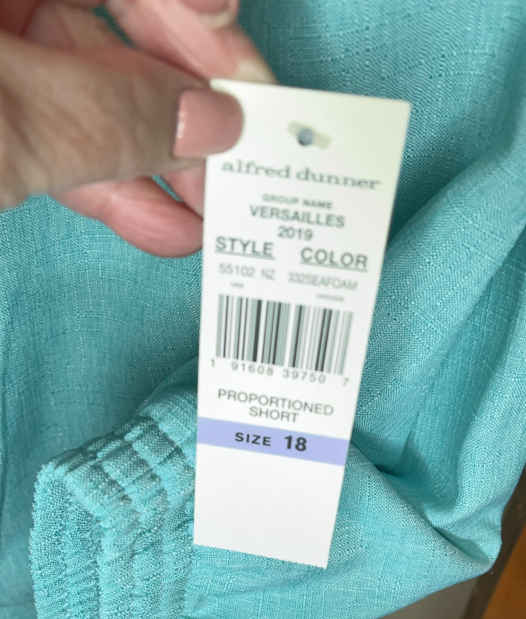 alfred dunner
GROUP NAME
VERSAILLES
2019
STYLE COLOR
55102 NZ 332SEAFOAM
1 91608 39750 7
PROPORTIONED
SHORT
SIZE 18